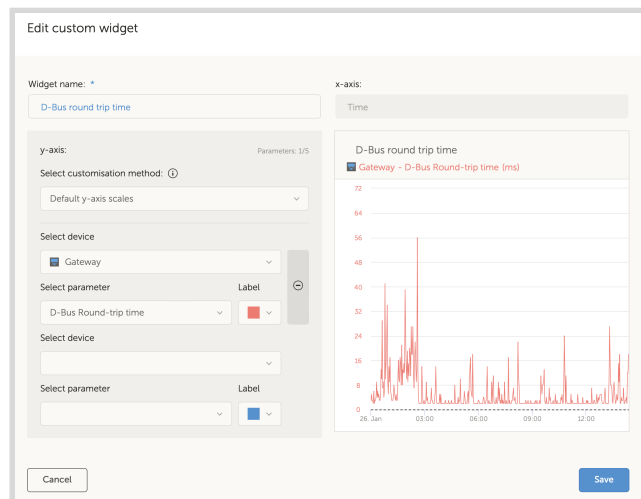 Edit custom widget
Widget name: *
D-Bus round trip time
x-axis:
Time
y-axis:
Parameters: 1/5
Select customisation method:
Default y-axis scales
Select device
Gateway
Select parameter
Label
D-Bus Round-trip time
Select device
Select parameter
Label
D-Bus round trip time
Gateway - D-Bus Round-trip time (ms)
72
64
56
48
40
32
24
16
8
0
26. Jan 03:00 06:00 09:00 12:00
Cancel
Save